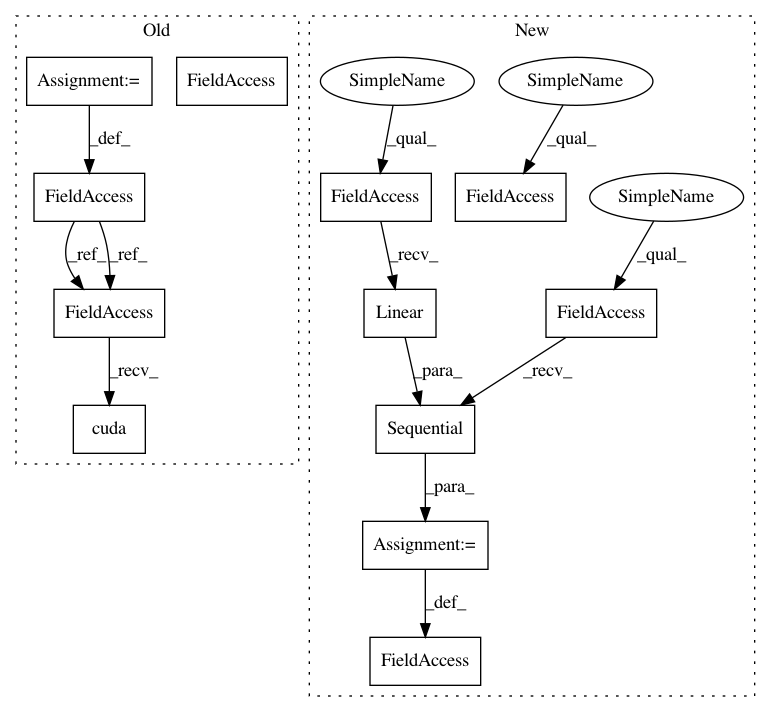 Old
New
Assignment:=
FieldAccess
SimpleName
SimpleName
_def_
_qual_
_qual_
FieldAccess
FieldAccess
FieldAccess
SimpleName
_ref_
_ref_
_recv_
_qual_
FieldAccess
Linear
FieldAccess
_recv_
_para_
_recv_
cuda
Sequential
_para_
Assignment:=
_def_
FieldAccess